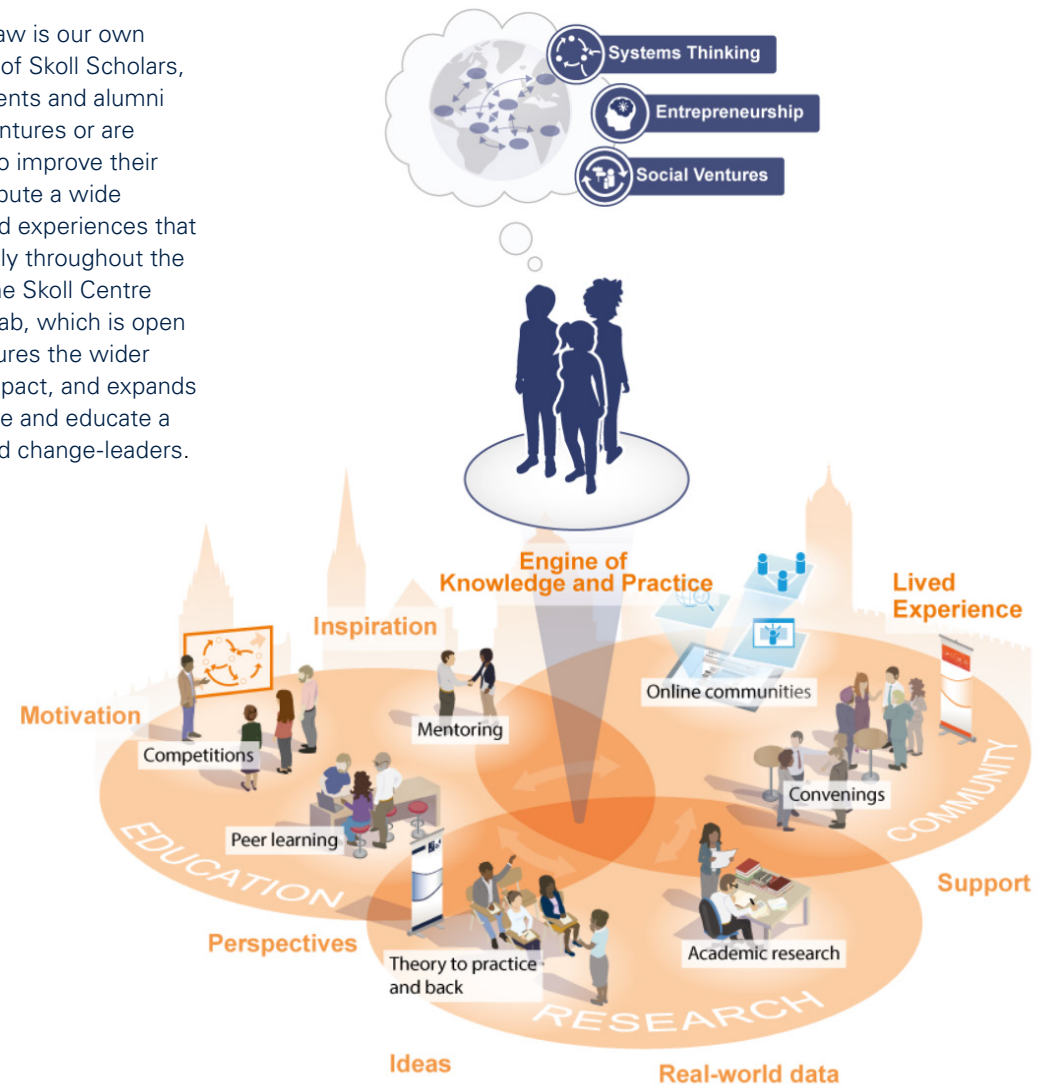 aw is our own
of Skoll Scholars,
ents and alumni
ntures or are
o improve their
bute a wide
d experiences that
ly throughout the
he Skoll Centre
ab, which is open
ures the wider
pact, and expands
e and educate a
d change-leaders.
Systems Thinking
Entrepreneurship
Social Ventures
Engine of
Knowledge and Practice
Lived
Experience
Inspiration
Motivation
Online communities
Mentoring
Competitions
Convenings
Peer learning
EDUCATION
COMMUNITY
Support
Perspectives
Theory to practice
and back
Academic research
RESEARCH
Ideas
Real-world data